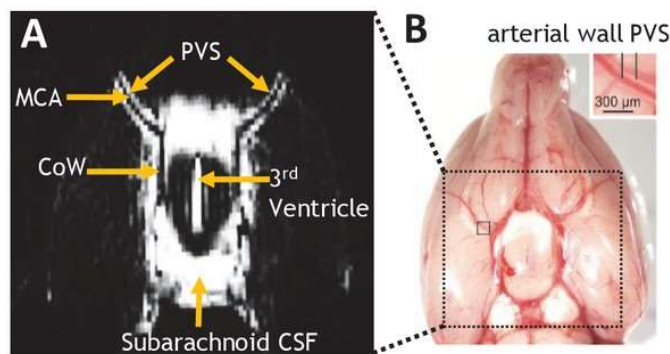 A
PVS
MCA
CoW
3rd
Ventricle
Subarachnoid CSF
B
arterial wall PVS
300 μm